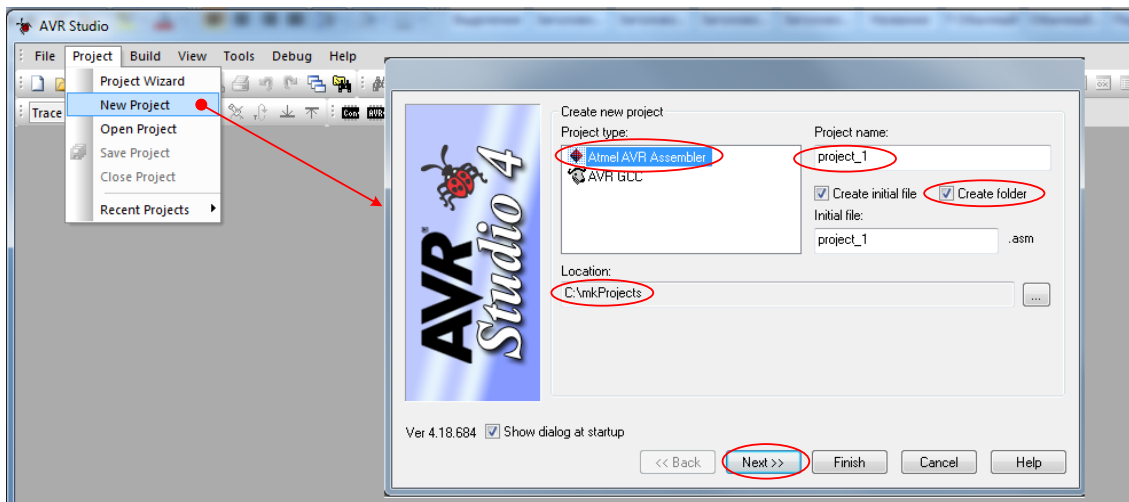 AVR Studio
File Project Build View Tools Debug Help
Project Wizard
New Project
Open Project
Save Project
Close Project
Recent Projects
Trace
Con AVR
Create new project
Project type:
Atmel AVR Assembler
AVR GCC
Project name:
project_1
Create initial file Create folder
Initial file:
project_1 .asm
Location:
C:\mkProjects
...
AVR® Studio 4
Ver 4.18.684 Show dialog at startup
<< Back Next >> Finish Cancel Help